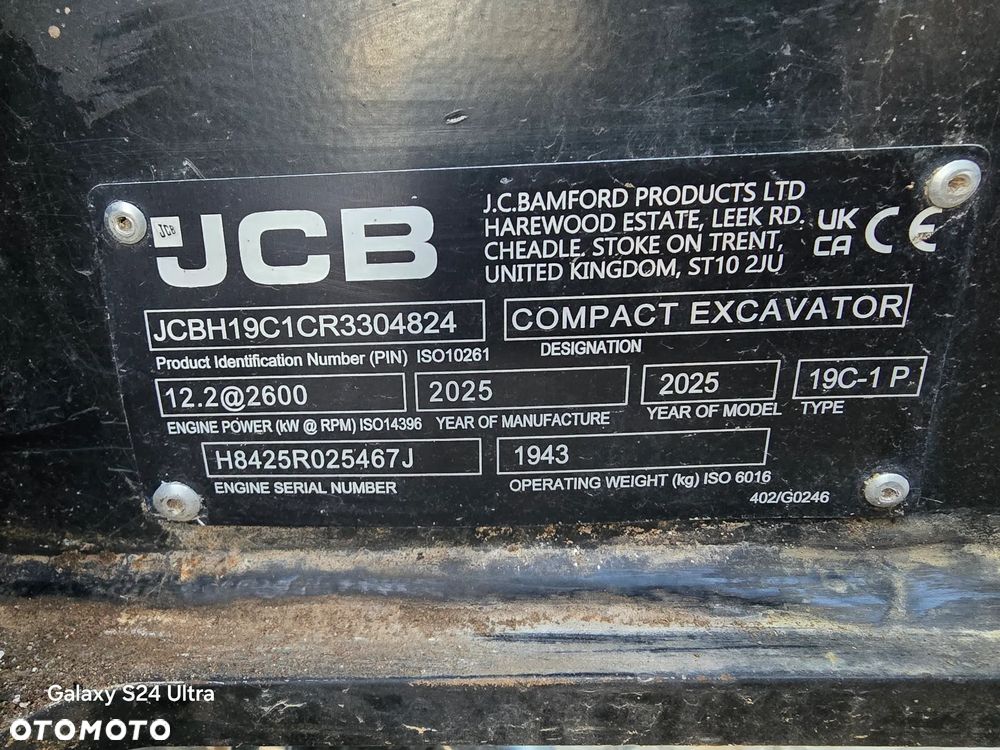 JCB
JCB
J.C.BAMFORD PRODUCTS LTD
HAREWOOD ESTATE, LEEK RD.
CHEADLE. STOKE ON TRENT,
UNITED KINGDOM, ST10 2JU
UK
CA
CE
JCBH19C1CR3304824
COMPACT EXCAVATOR
Product Identification Number (PIN) ISO10261
DESIGNATION
12.2@2600
2025
2025
19C-1 P
ENGINE POWER (kW @ RPM) ISO14396
YEAR OF MANUFACTURE
YEAR OF MODEL
TYPE
H8425R025467J
1943
ENGINE SERIAL NUMBER
OPERATING WEIGHT (kg) ISO 6016
402/G0246
Galaxy S24 Ultra
OTOMOTO